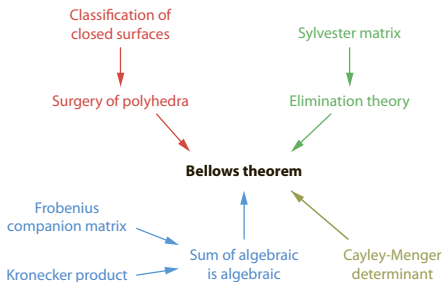 Classification of
closed surfaces
Sylvester matrix
Surgery of polyhedra
Elimination theory
Bellows theorem
Frobenius
companion matrix
Sum of algebraic
is algebraic
Cayley-Menger
determinant
Kronecker product